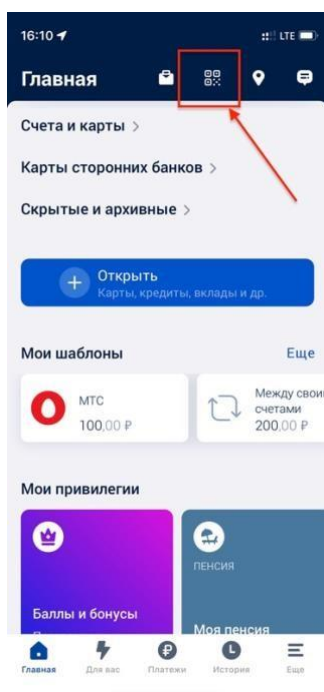 16:10
LTE
Главная
Счета и карты
Карты сторонних банков
Скрытые и архивные
Открыть
Карты, кредиты, вклады и др.
Мои шаблоны
Еще
МТС
100,00 ₽
Между свои
счетами
200,00 ₽
Мои привилегии
ПЕНСИЯ
Баллы и бонусы
Моя пенсия
Главная
Для вас
Платежи
История
Еще